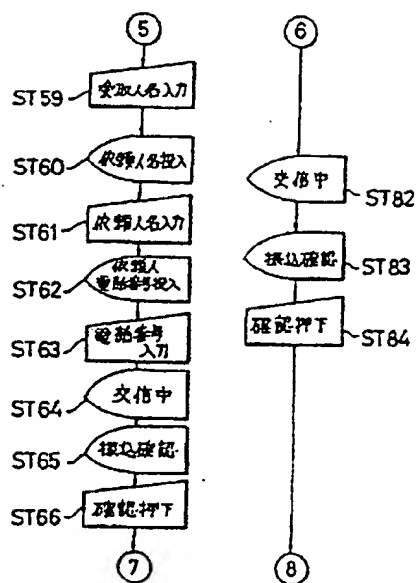 5
ST59 受取人名入力
ST60 依頼人名投入
ST61 依頼人名入力
ST62 依頼人
電話番号投入
ST63 電話番号
入力
ST64 交信中
ST65 振込確認
ST66 確認押下
7
6
交信中 ST82
振込確認 ST83
確認押下 ST84
8